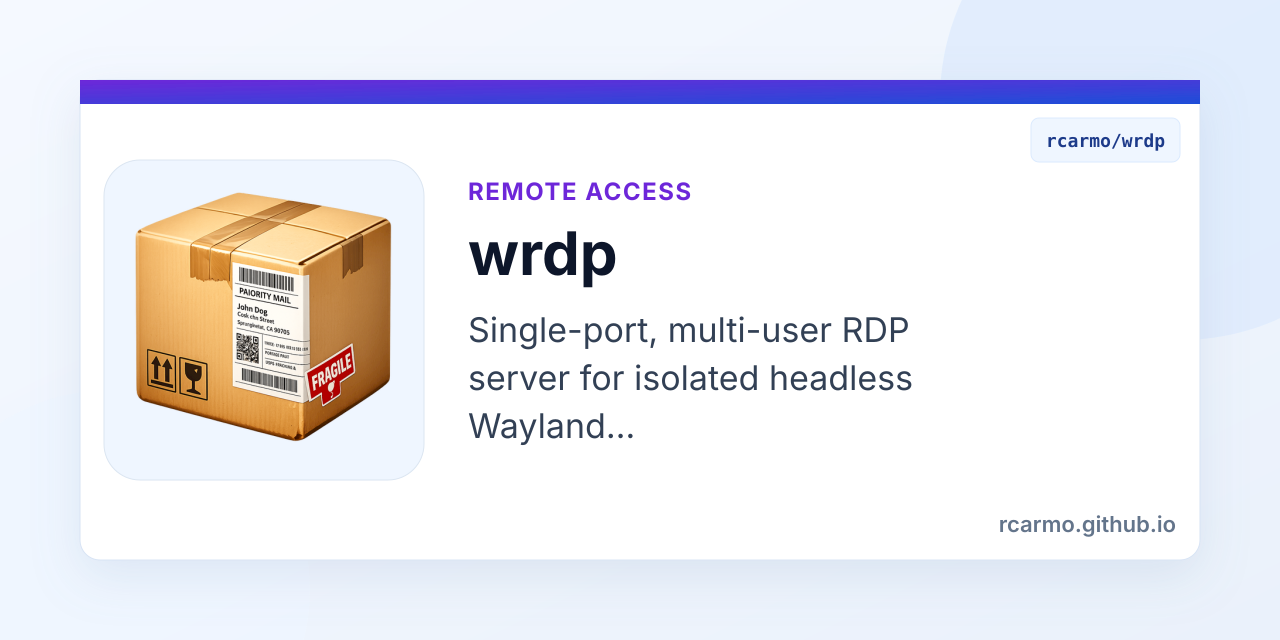 rcarmo/wrdp
REMOTE ACCESS
wrdp
Single-port, multi-user RDP
server for isolated headless
Wayland...
PAIORITY MAIL
John Dog
FRAGILE
rcarmo.github.io